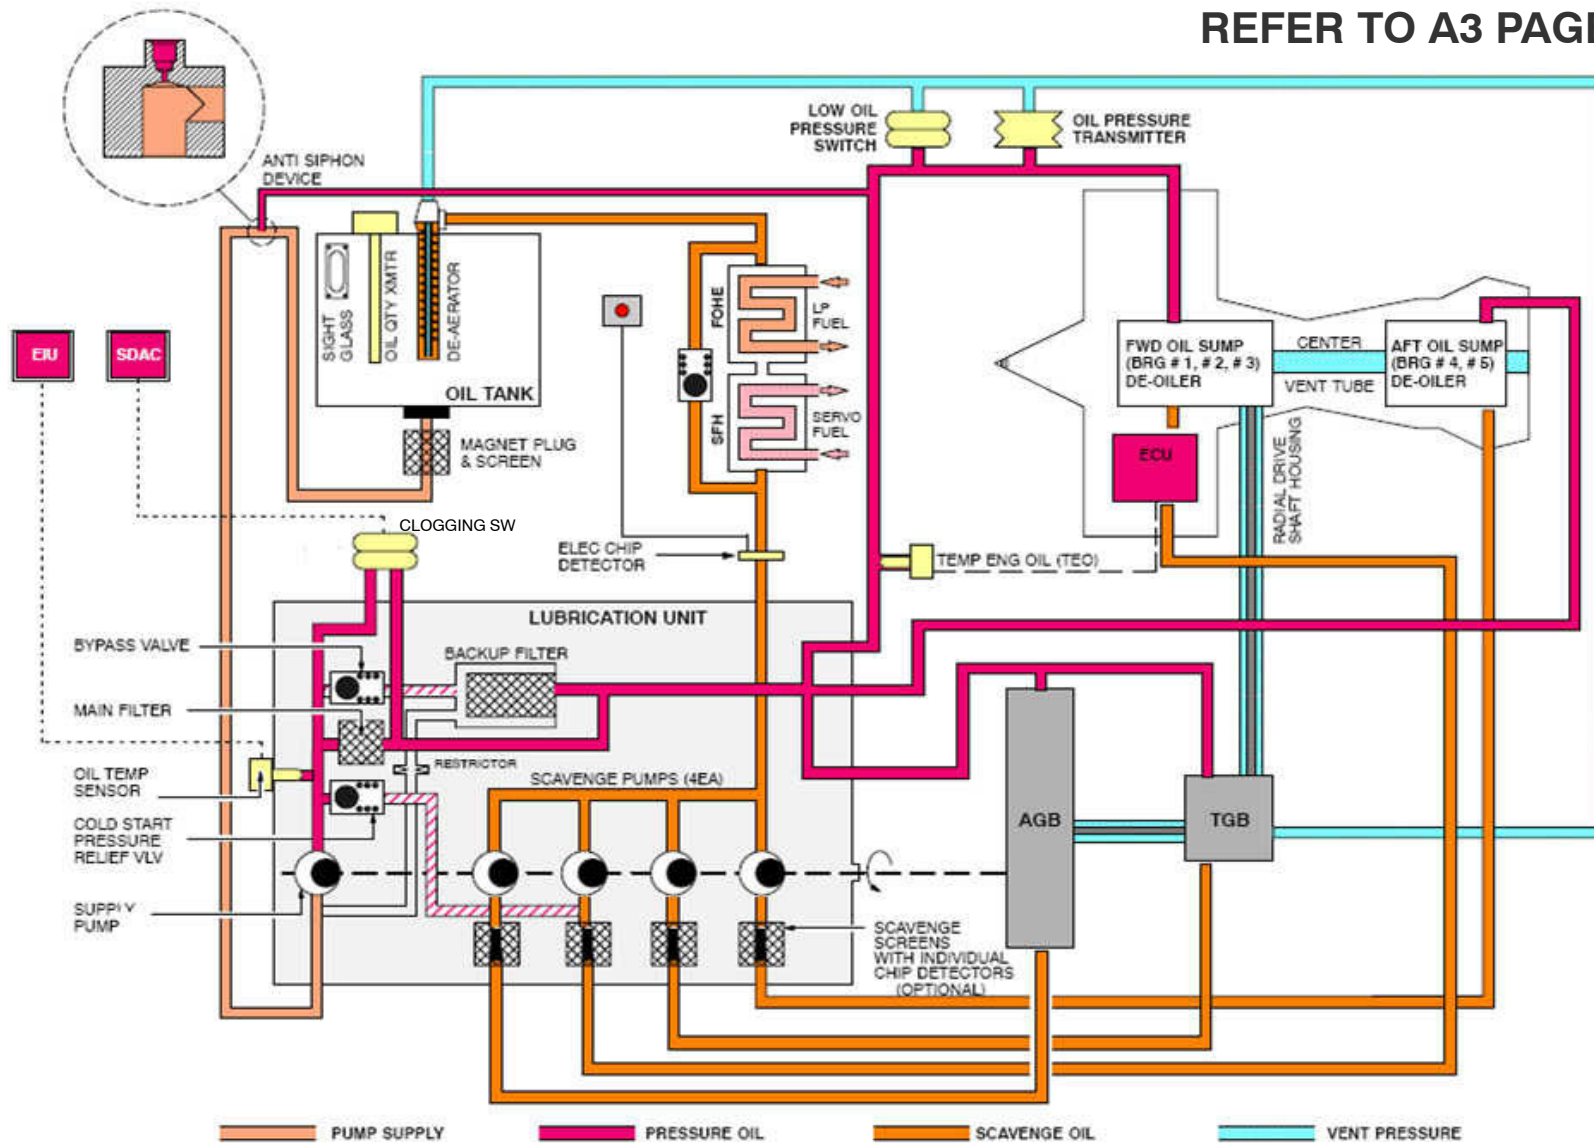 REFER TO A3 PAGE
LOW OIL
PRESSURE
SWITCH
OIL PRESSURE
TRANSMITTER
ANTI SIPHON
DEVICE
SIGHT
GLASS
OIL QTY XMTR
DE-AERATOR
OIL TANK
FOHE
LP
FUEL
SFH
SERVO
FUEL
EIU
SDAC
MAGNET PLUG
& SCREEN
FWD OIL SUMP
(BRG # 1, # 2, # 3)
DE-OILER
CENTER
VENT TUBE
AFT OIL SUMP
(BRG # 4, # 5)
DE-OILER
ECU
RADIAL DRIVE
SHAFT HOUSING
CLOGGING SW
ELEC CHIP
DETECTOR
TEMP ENG OIL (TEO)
LUBRICATION UNIT
BYPASS VALVE
BACKUP FILTER
MAIN FILTER
RESTRICTOR
OIL TEMP
SENSOR
SCAVENGE PUMPS (4EA)
COLD START
PRESSURE
RELIEF VLV
AGB
TGB
SUPPLY
PUMP
SCAVENGE
SCREENS
WITH INDIVIDUAL
CHIP DETECTORS
(OPTIONAL)
PUMP SUPPLY
PRESSURE OIL
SCAVENGE OIL
VENT PRESSURE